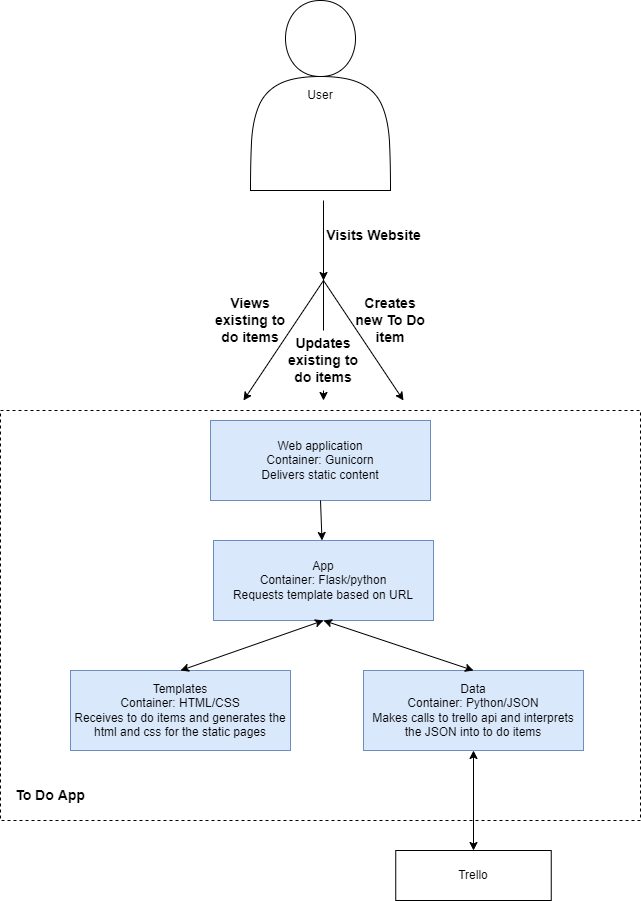 User
Visits Website
Views
existing to
do items
Creates
new To Do
item
Updates
existing to
do items
Web application
Container: Gunicorn
Delivers static content
App
Container: Flask/python
Requests template based on URL
Templates
Container: HTML/CSS
Receives to do items and generates the
html and css for the static pages
Data
Container: Python/JSON
Makes calls to trello api and interprets
the JSON into to do items
To Do App
Trello